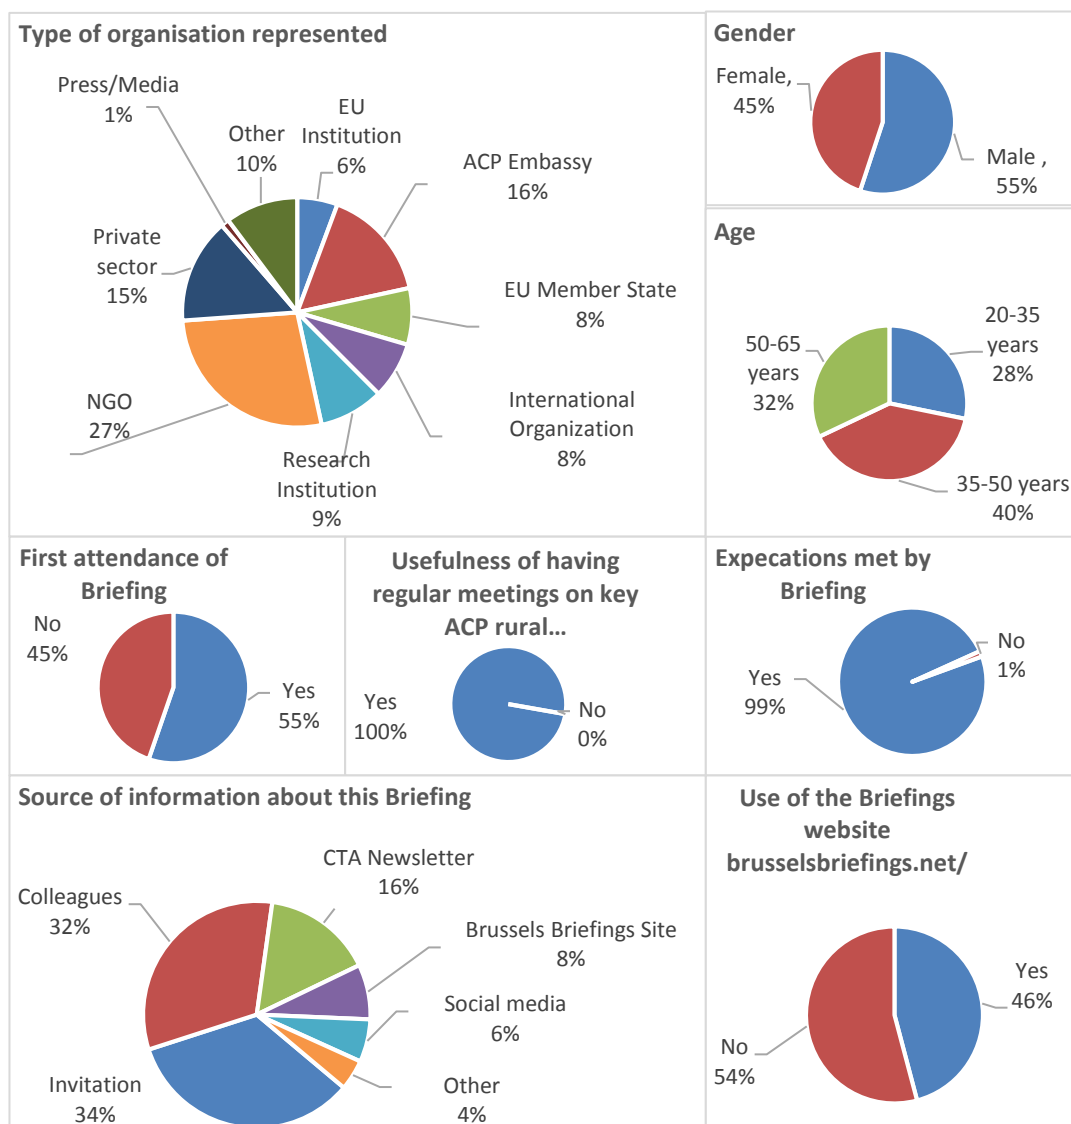 Type of organisation represented
Press/Media
1%
Other
10%
EU
Institution
6%
ACP Embassy
16%
Private
sector
15%
EU Member State
8%
NGO
27%
International
Organization
8%
Research
Institution
9%
Gender
Female,
45%
Male ,
55%
Age
50-65
years
32%
20-35
years
28%
35-50 years
40%
First attendance of
Briefing
No
45%
Yes
55%
Usefulness of having
regular meetings on key
ACP rural…
Yes
100%
No
0%
Expecations met by
Briefing
Yes
99%
No
1%
Source of information about this Briefing
Colleagues
32%
CTA Newsletter
16%
Brussels Briefings Site
8%
Social media
6%
Invitation
34%
Other
4%
Use of the Briefings
website
brusselsbriefings.net/
Yes
46%
No
54%